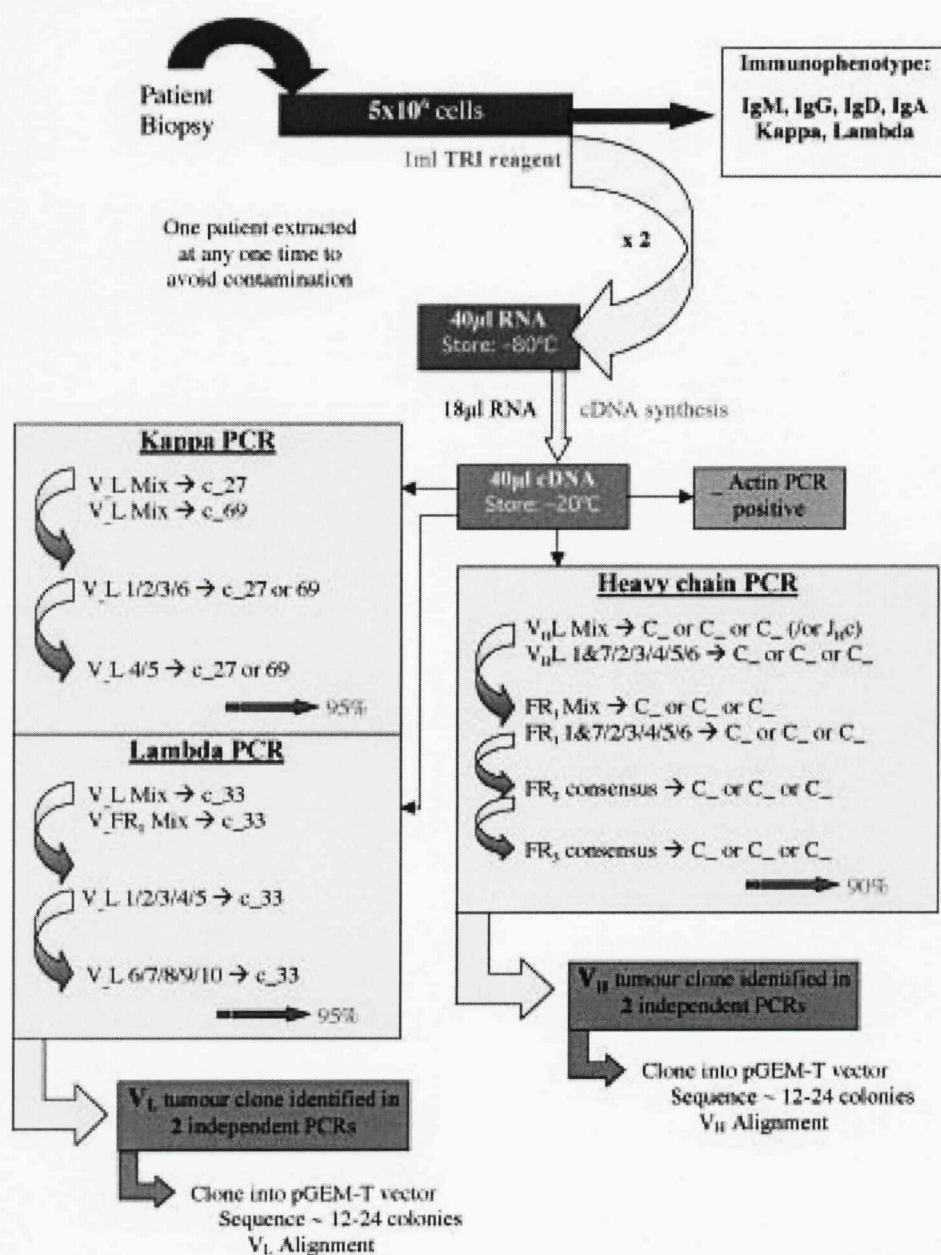 Patient
Biopsy
5x10⁶ cells
1ml TRI reagent
Immunophenotype:
IgM, IgG, IgD, IgA
Kappa, Lambda
One patient extracted
at any one time to
avoid contamination
x 2
40µl RNA
Store: -80°C
18µl RNA
cDNA synthesis
40µl cDNA
Store: -20°C
_ Actin PCR
positive
Kappa PCR
V_L Mix → c_27
V_L Mix → c_69
V_L 1/2/3/6 → c_27 or 69
V_L 4/5 → c_27 or 69
95%
Lambda PCR
V_L Mix → c_33
V_FR₁ Mix → c_33
V_L 1/2/3/4/5 → c_33
V_L 6/7/8/9/10 → c_33
95%
Heavy chain PCR
V_HL Mix → C_ or C_ or C_ (/or J_Hc)
V_HL 1&7/2/3/4/5/6 → C_ or C_ or C_
FR₁ Mix → C_ or C_ or C_
FR₁ 1&7/2/3/4/5/6 → C_ or C_ or C_
FR₂ consensus → C_ or C_ or C_
FR₃ consensus → C_ or C_ or C_
90%
V_H tumour clone identified in
2 independent PCRs
Clone into pGEM-T vector
Sequence ~ 12-24 colonies
V_H Alignment
V_L tumour clone identified in
2 independent PCRs
Clone into pGEM-T vector
Sequence ~ 12-24 colonies
V_L Alignment